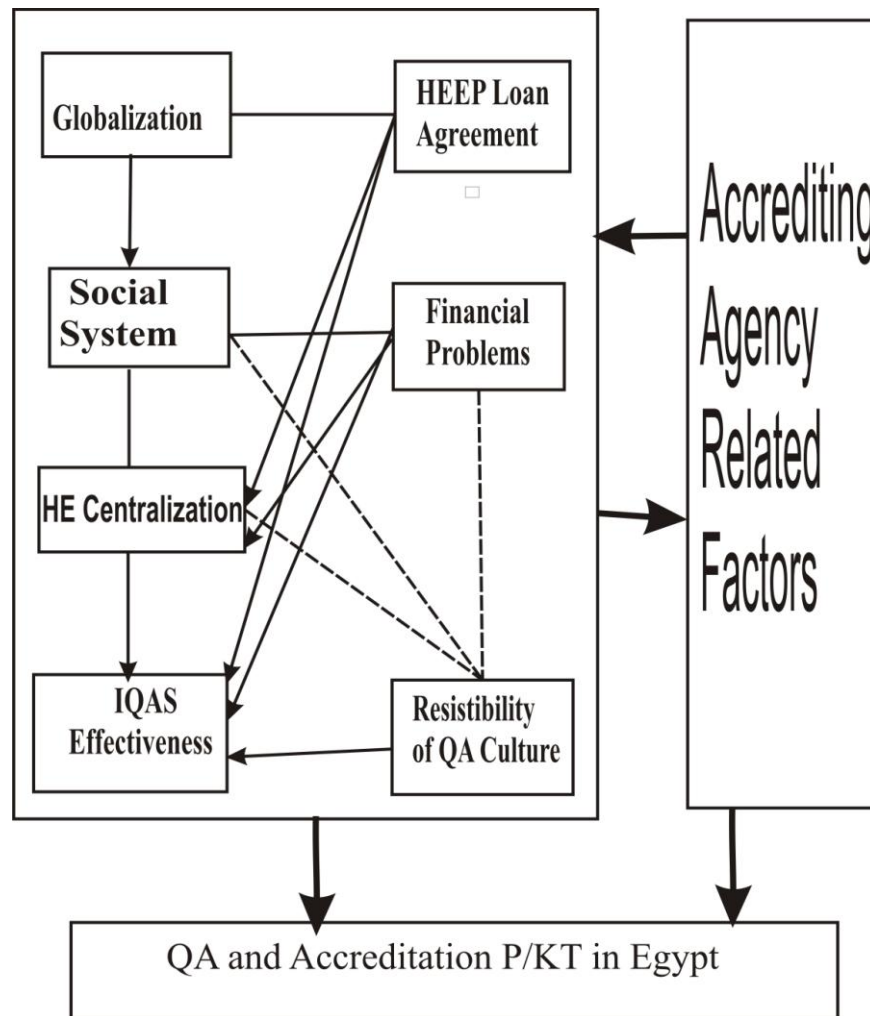 Globalization
HEEP Loan
Agreement
Social
System
Financial
Problems
HE Centralization
IQAS
Effectiveness
Resistibility
of QA Culture
Accrediting
Agency
Related
Factors
QA and Accreditation P/KT in Egypt